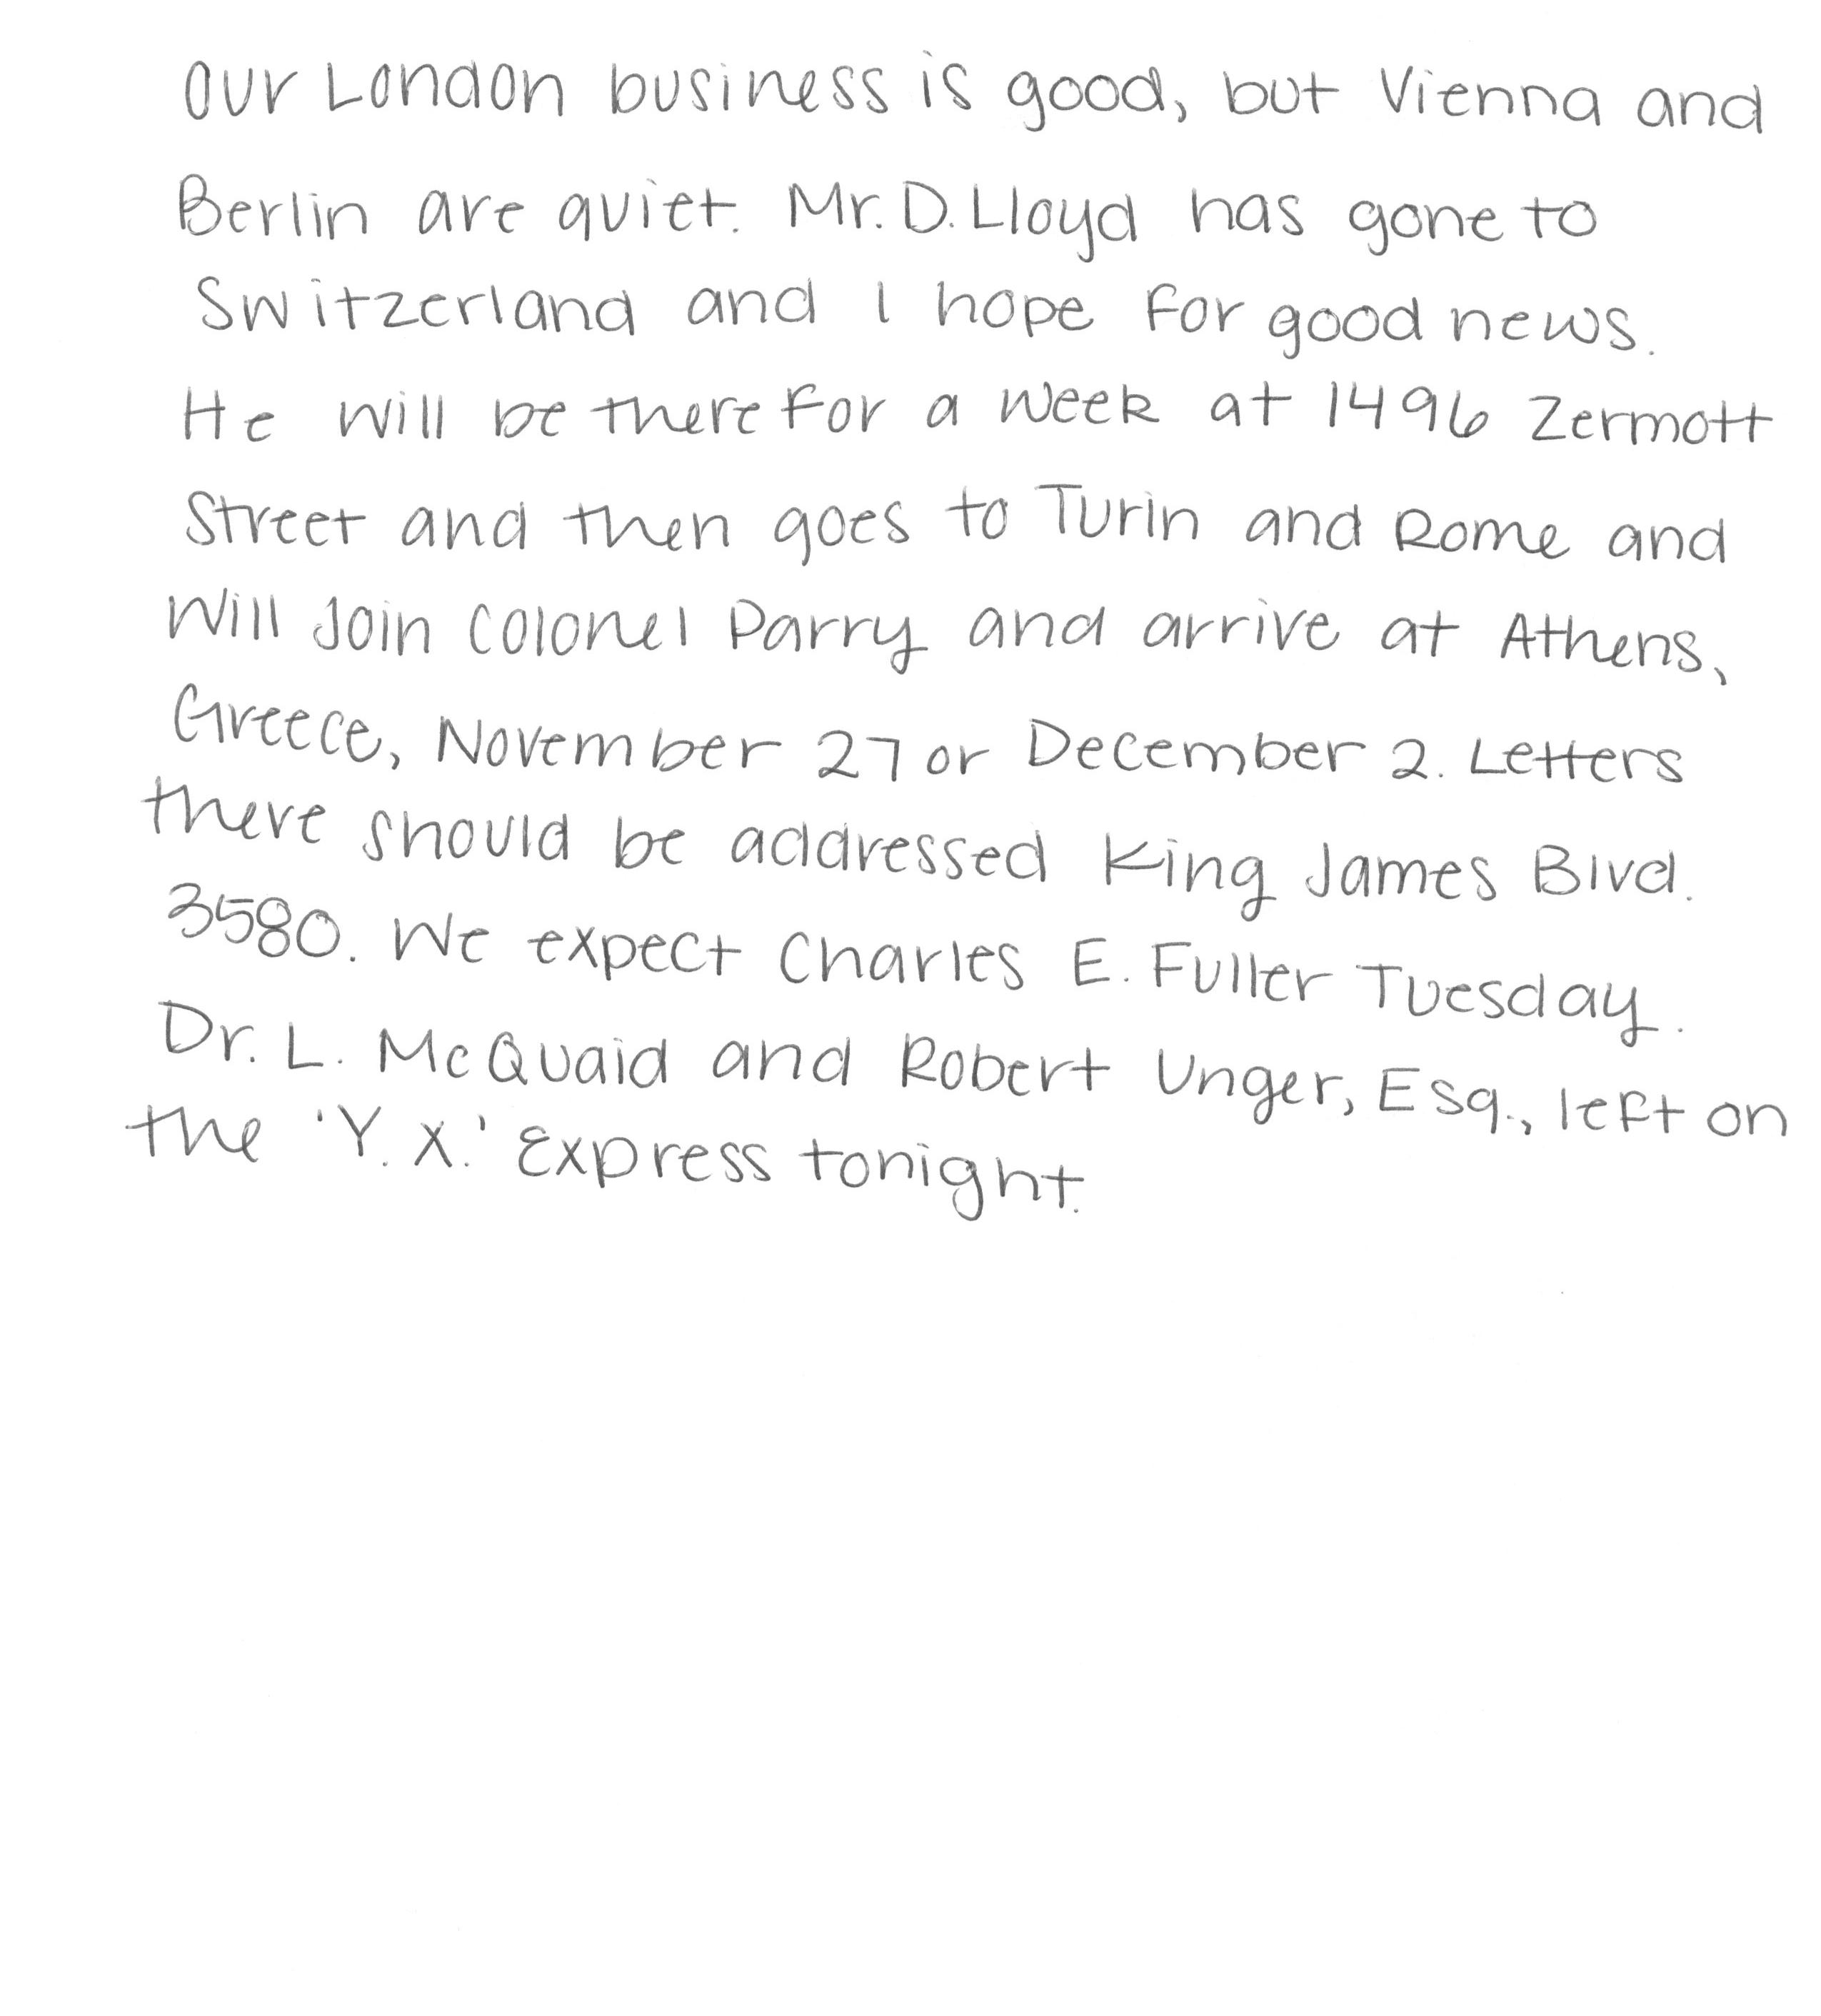 Our London business is good, but Vienna and
Berlin are quiet. Mr. D. Lloyd has gone to
Switzerland and I hope for good news.
He will be there for a week at 1496 Zermott
Street and then goes to Turin and Rome and
will join Colonel Parry and arrive at Athens,
Greece, November 27 or December 2. Letters
there should be addressed King James Blvd.
3580. We expect Charles E. Fuller Tuesday.
Dr. L. McQuaid and Robert Unger, Esq., left on
the 'Y. X.' Express tonight.